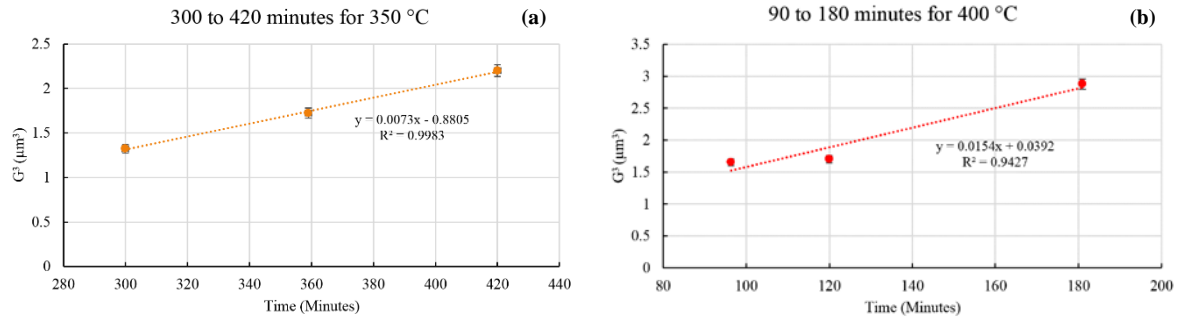 300 to 420 minutes for 350 °C
(a)
2.5
2
1.5
1
0.5
0
G³ (μm³)
y = 0.0073x - 0.8805
R² = 0.9983
280 300 320 340 360 380 400 420 440
Time (Minutes)
90 to 180 minutes for 400 °C
(b)
3.5
3
2.5
2
1.5
1
0.5
0
G³ (μm³)
y = 0.0154x + 0.0392
R² = 0.9427
80 100 120 140 160 180 200
Time (Minutes)